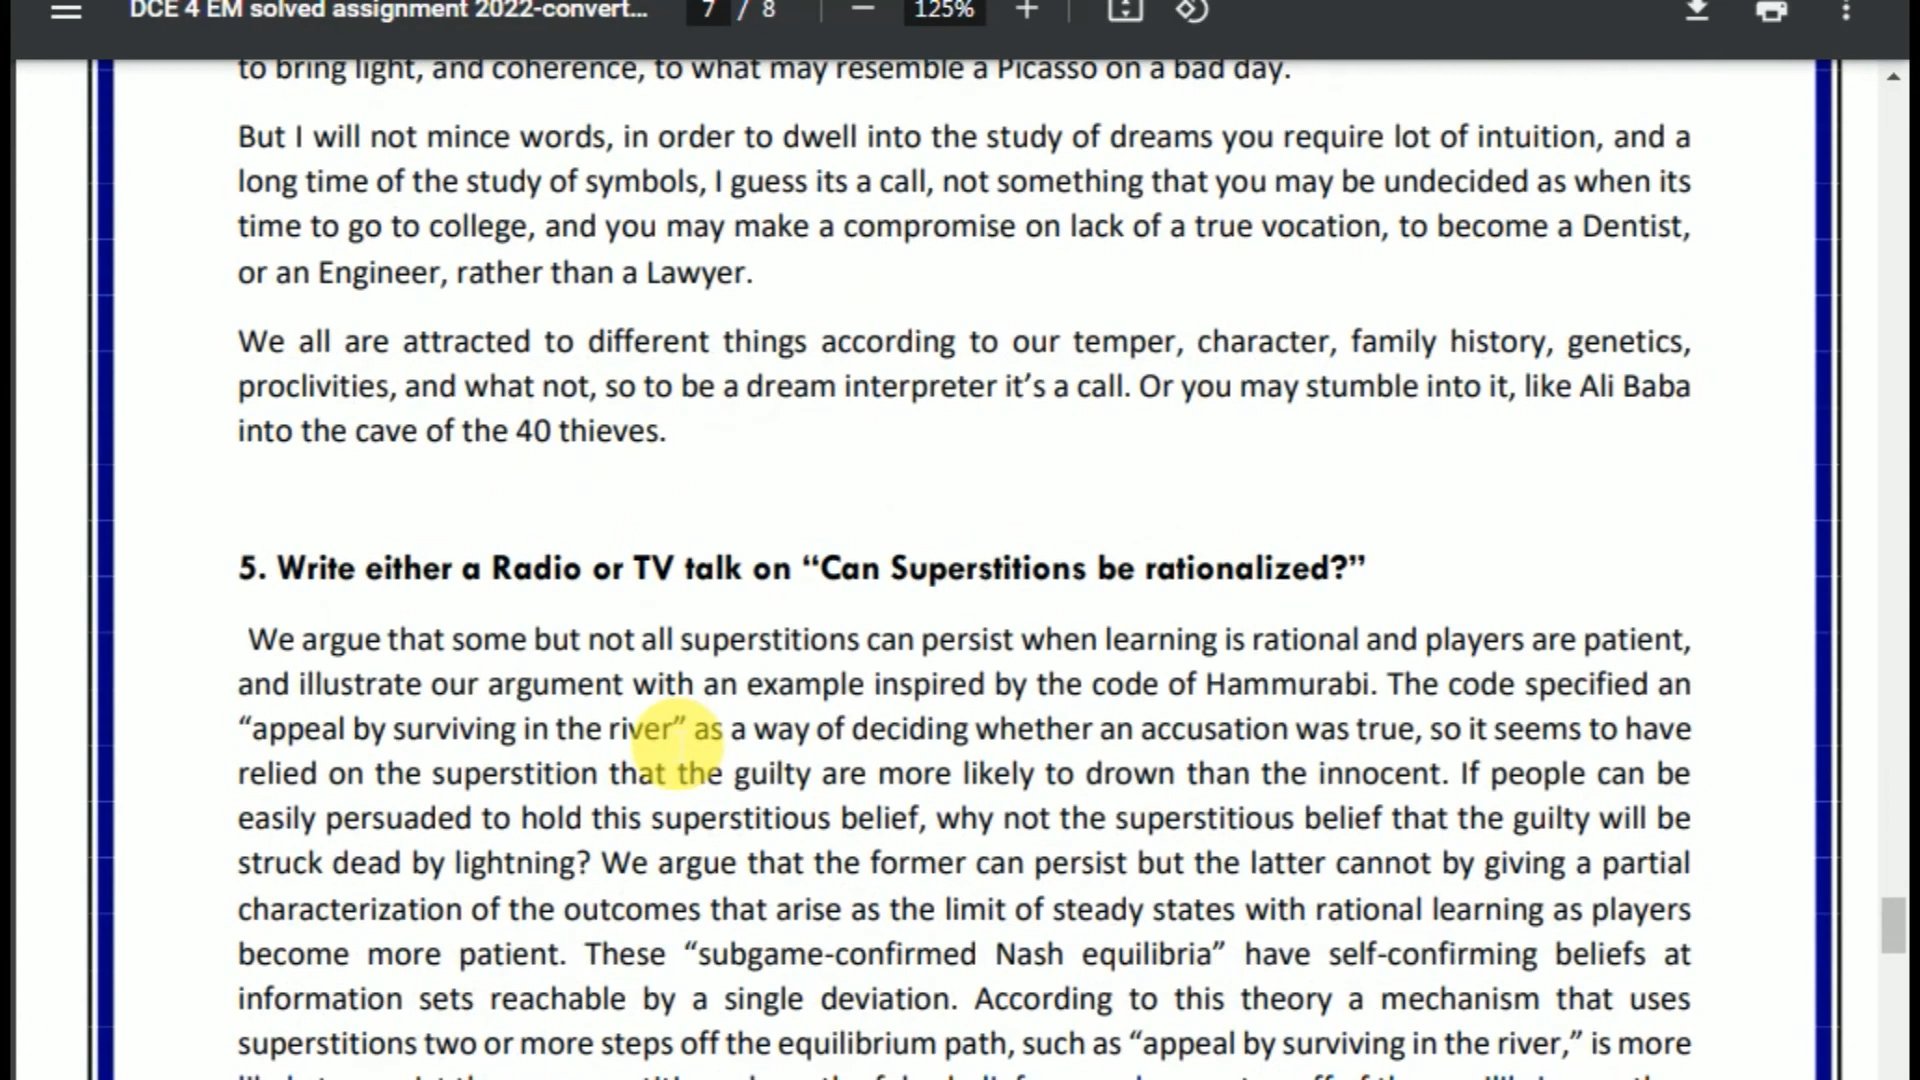 DCE 4 EM solved assignment 2022-convert... 7 / 8 125%
to bring light, and coherence, to what may resemble a Picasso on a bad day.
But I will not mince words, in order to dwell into the study of dreams you require lot of intuition, and a
long time of the study of symbols, I guess its a call, not something that you may be undecided as when its
time to go to college, and you may make a compromise on lack of a true vocation, to become a Dentist,
or an Engineer, rather than a Lawyer.
We all are attracted to different things according to our temper, character, family history, genetics,
proclivities, and what not, so to be a dream interpreter it's a call. Or you may stumble into it, like Ali Baba
into the cave of the 40 thieves.
5. Write either a Radio or TV talk on “Can Superstitions be rationalized?”
We argue that some but not all superstitions can persist when learning is rational and players are patient,
and illustrate our argument with an example inspired by the code of Hammurabi. The code specified an
“appeal by surviving in the river” as a way of deciding whether an accusation was true, so it seems to have
relied on the superstition that the guilty are more likely to drown than the innocent. If people can be
easily persuaded to hold this superstitious belief, why not the superstitious belief that the guilty will be
struck dead by lightning? We argue that the former can persist but the latter cannot by giving a partial
characterization of the outcomes that arise as the limit of steady states with rational learning as players
become more patient. These “subgame-confirmed Nash equilibria” have self-confirming beliefs at
information sets reachable by a single deviation. According to this theory a mechanism that uses
superstitions two or more steps off the equilibrium path, such as “appeal by surviving in the river,” is more